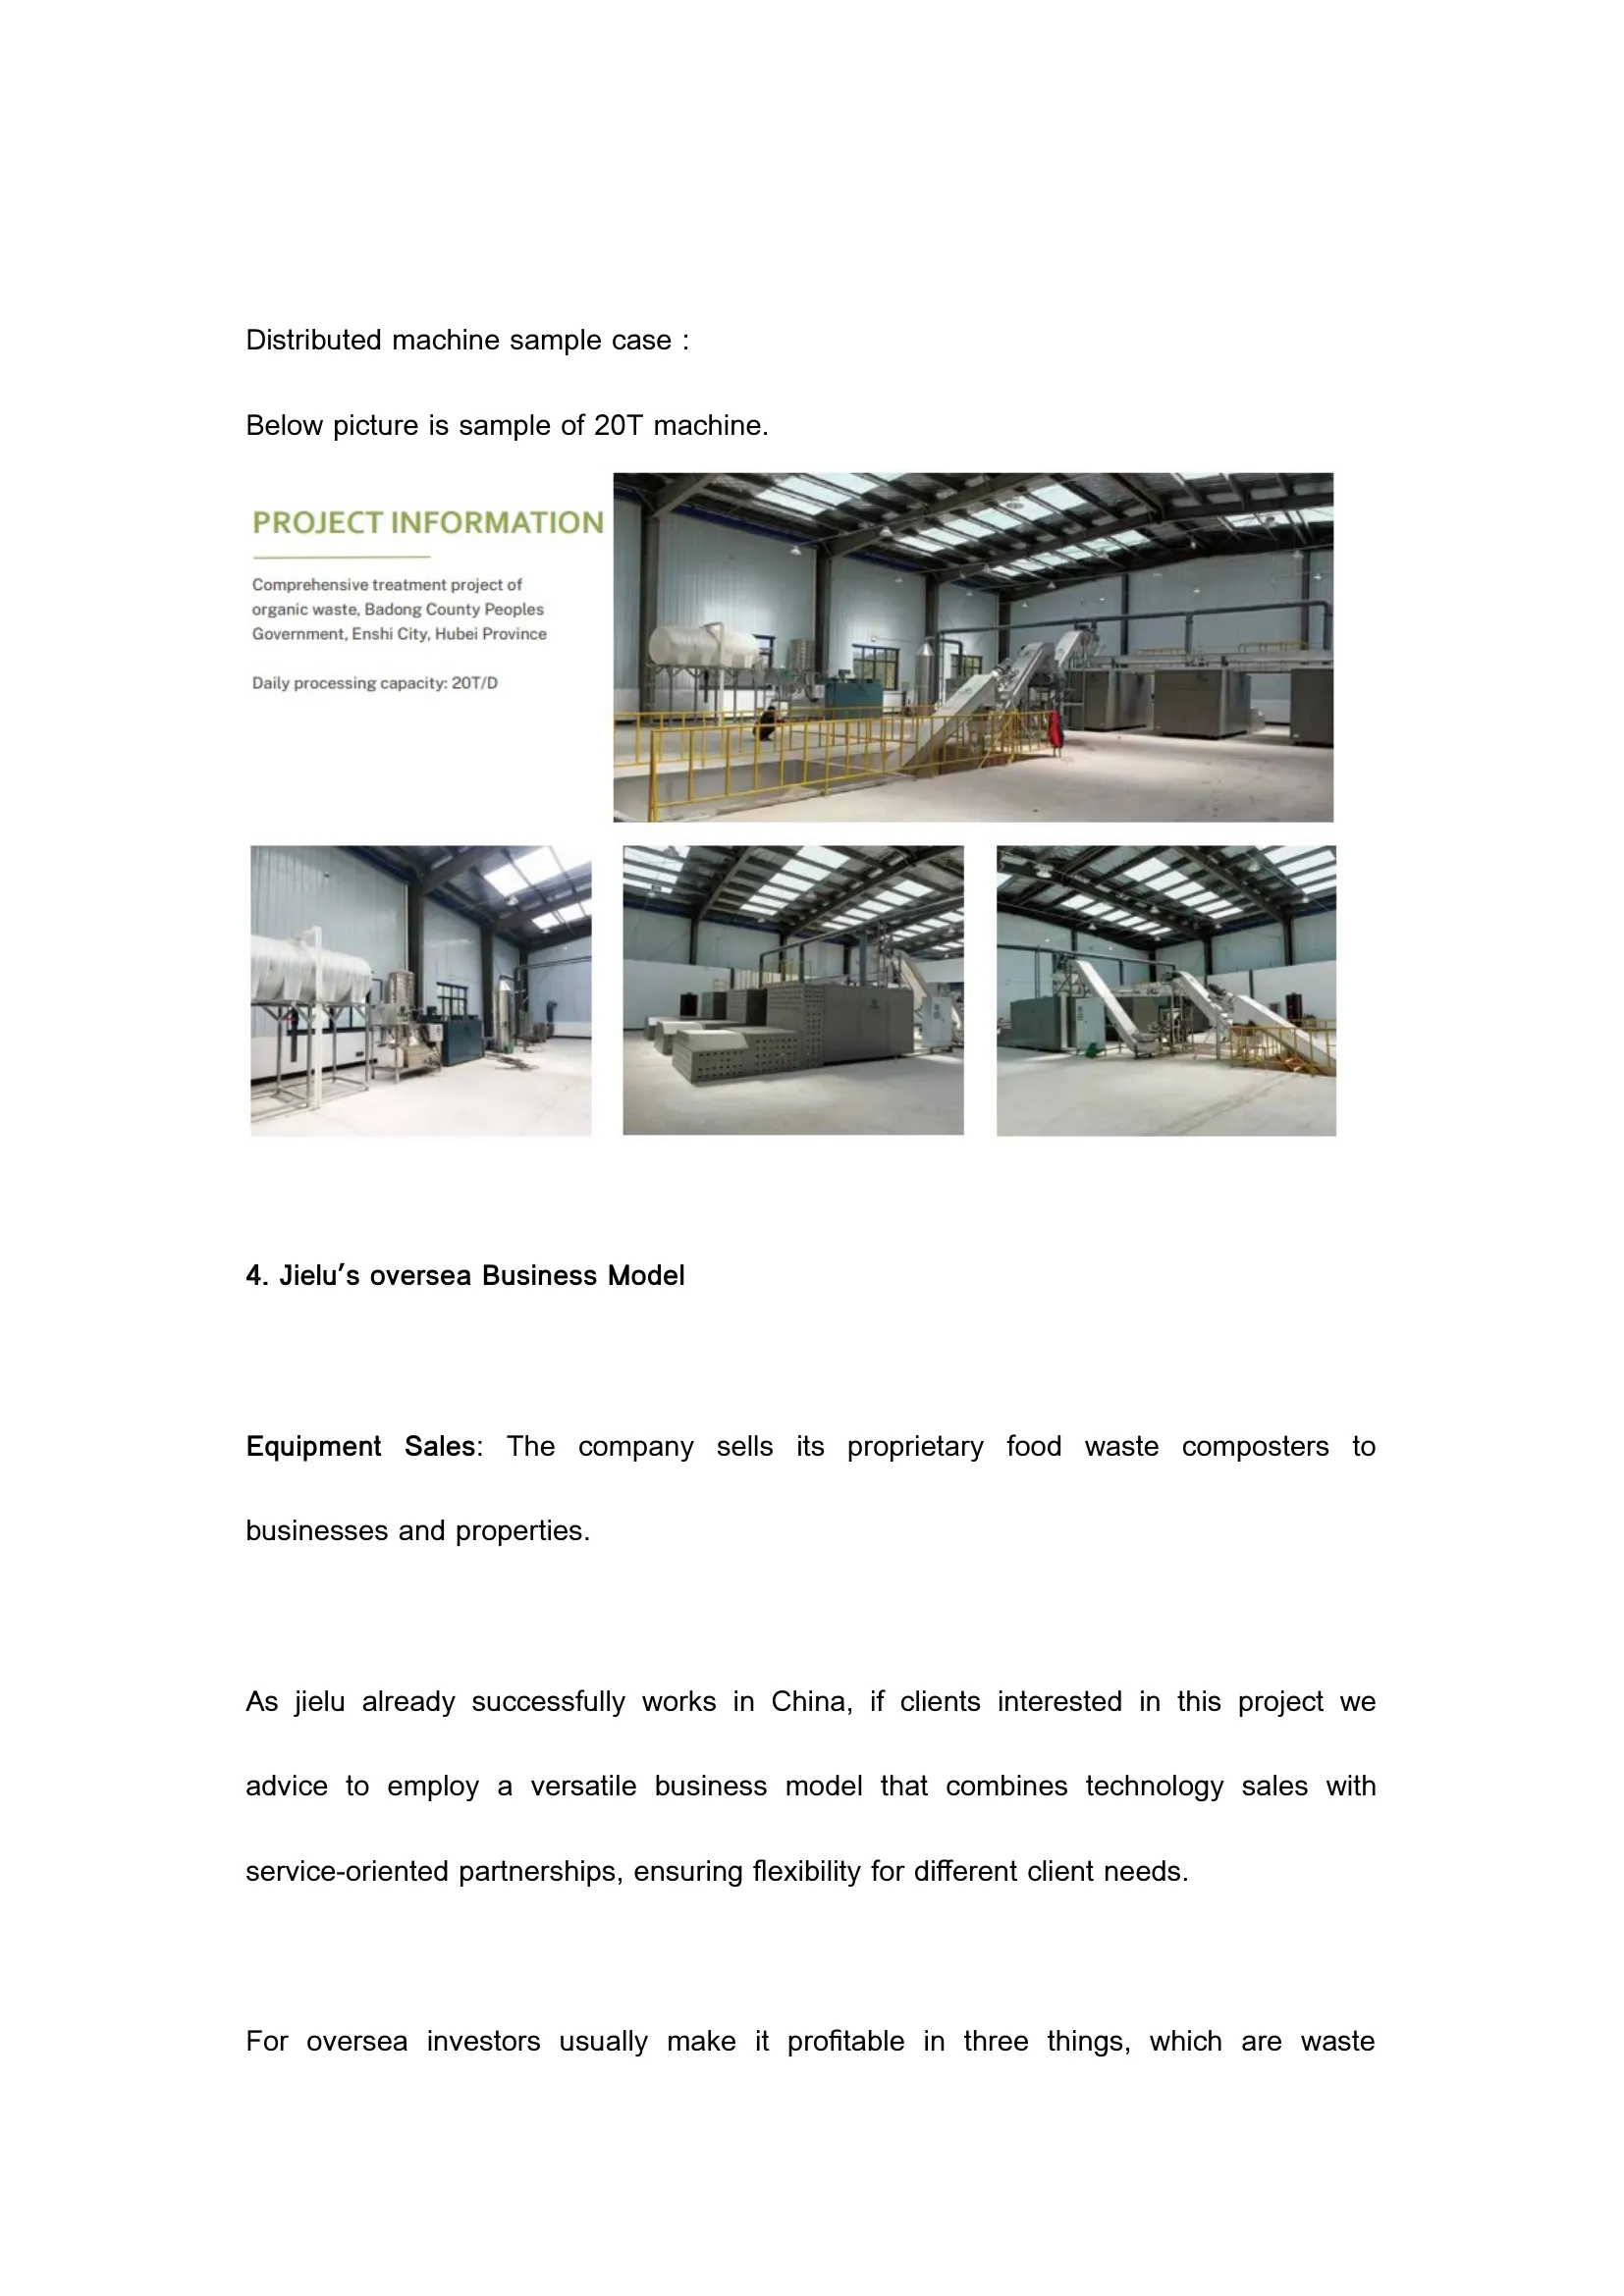 Distributed machine sample case :
Below picture is sample of 20T machine.
PROJECT INFORMATION
Comprehensive treatment project of
organic waste, Badong County Peoples
Government, Enshi City, Hubei Province
Daily processing capacity: 20T/D
4. Jielu’s oversea Business Model
Equipment Sales: The company sells its proprietary food waste composters to
businesses and properties.
As jielu already successfully works in China, if clients interested in this project we
advice to employ a versatile business model that combines technology sales with
service-oriented partnerships, ensuring flexibility for different client needs.
For oversea investors usually make it profitable in three things, which are waste